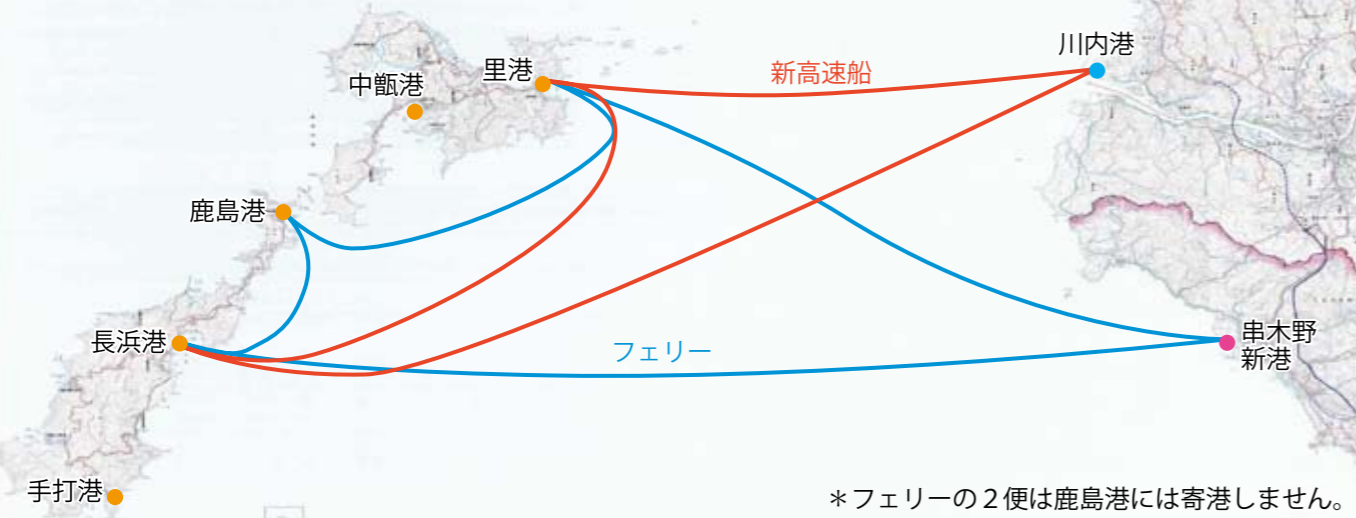 川内港
里港
新高速船
中甑港
鹿島港
串木野
新港
長浜港
フェリー
手打港
＊フェリーの２便は鹿島港には寄港しません。